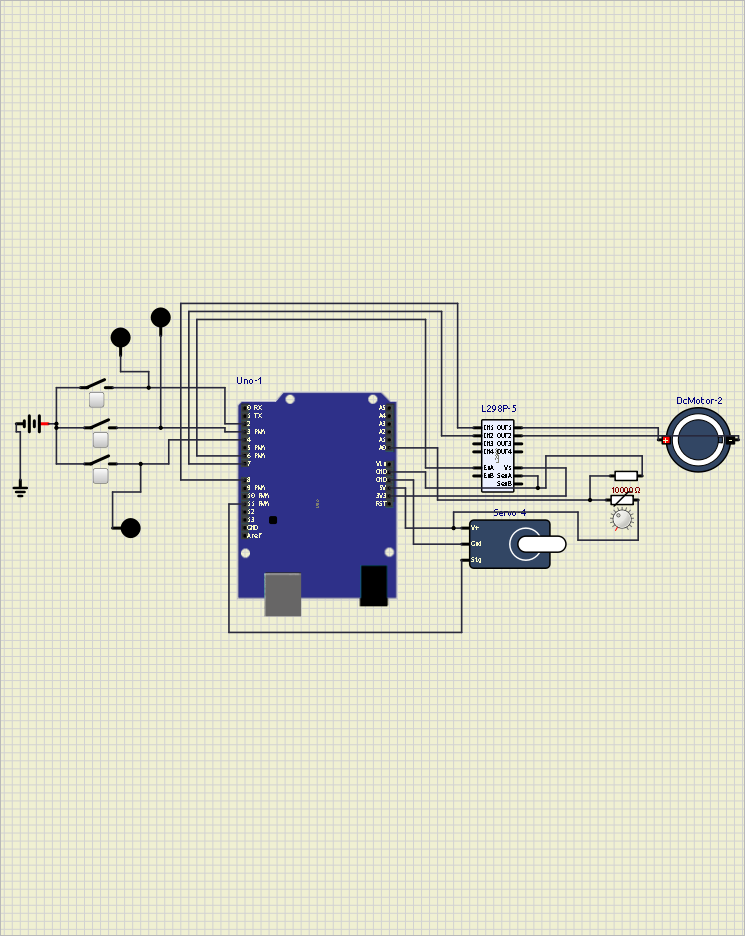 Uno-1
0 RX
1 TX
2
3 PWM
4
5 PWM
6 PWM
7
8
9 PWM
10 PWM
11 PWM
12
13
GND
Aref
A5
A4
A3
A2
A1
A0
Vin
GND
GND
5V
3V3
RST
L298P-5
In1 Out1
In2 Out2
In3 Out3
In4 Out4
EnA Vs
EnB SenA
SenB
DcMotor-2
10000 Ω
Servo-4
V+
Gnd
Sig